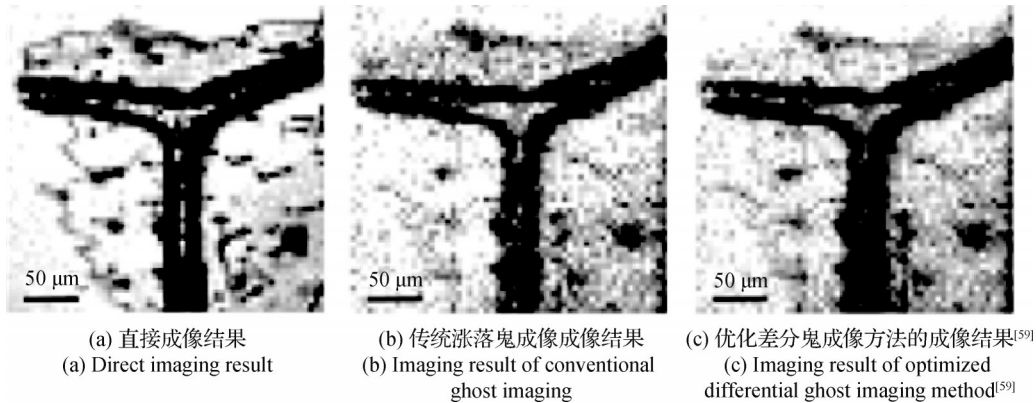 50 μm
50 μm
50 μm
(a) 直接成像结果
(a) Direct imaging result
(b) 传统涨落鬼成像成像结果
(b) Imaging result of conventional
ghost imaging
(c) 优化差分鬼成像方法的成像结果[59]
(c) Imaging result of optimized
differential ghost imaging method[59]